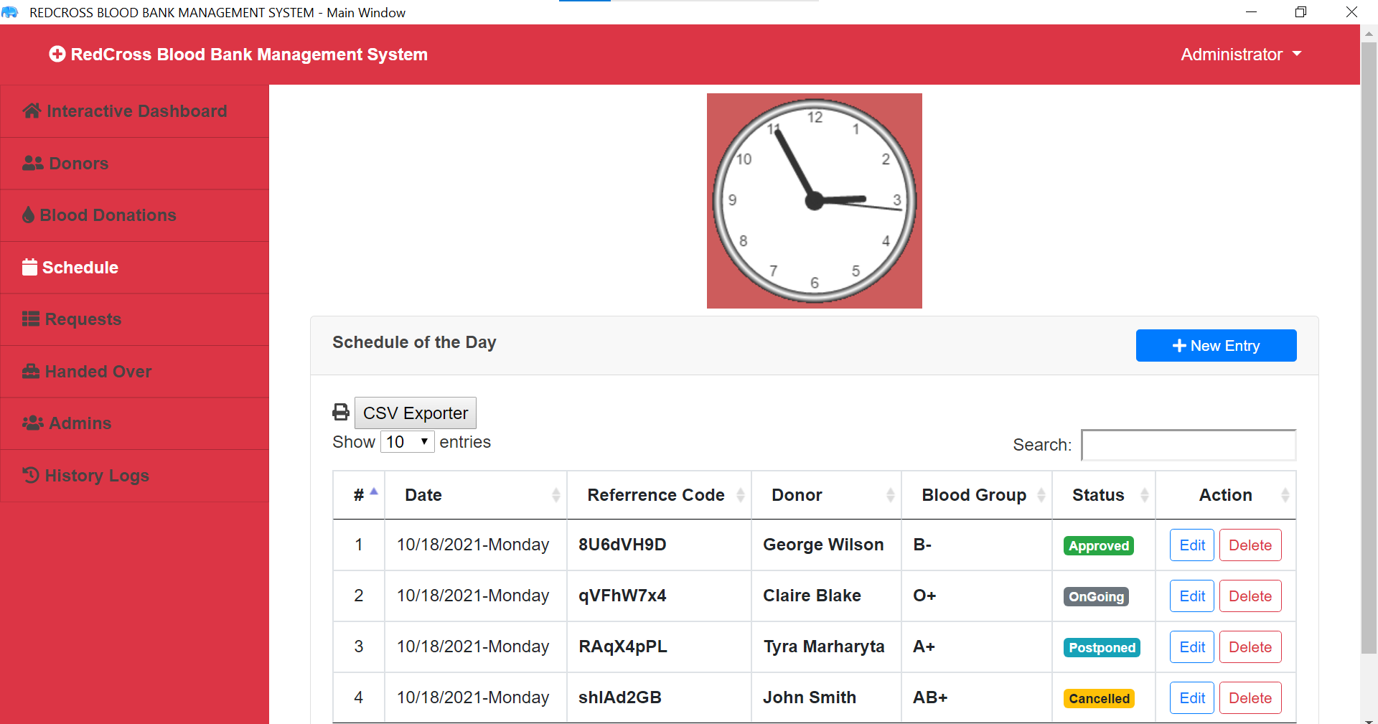 REDCROSS BLOOD BANK MANAGEMENT SYSTEM - Main Window
RedCross Blood Bank Management System
Administrator
Interactive Dashboard
Donors
Blood Donations
Schedule
Requests
Handed Over
Admins
History Logs
12
1
2
3
4
5
6
7
8
9
10
11
Schedule of the Day
New Entry
CSV Exporter
Show 10 entries
Search:
# Date Referrence Code Donor Blood Group Status Action
1 10/18/2021-Monday 8U6dVH9D George Wilson B- Approved Edit Delete
2 10/18/2021-Monday qVFhW7x4 Claire Blake O+ OnGoing Edit Delete
3 10/18/2021-Monday RAqX4pPL Tyra Marharyta A+ Postponed Edit Delete
4 10/18/2021-Monday shlAd2GB John Smith AB+ Cancelled Edit Delete